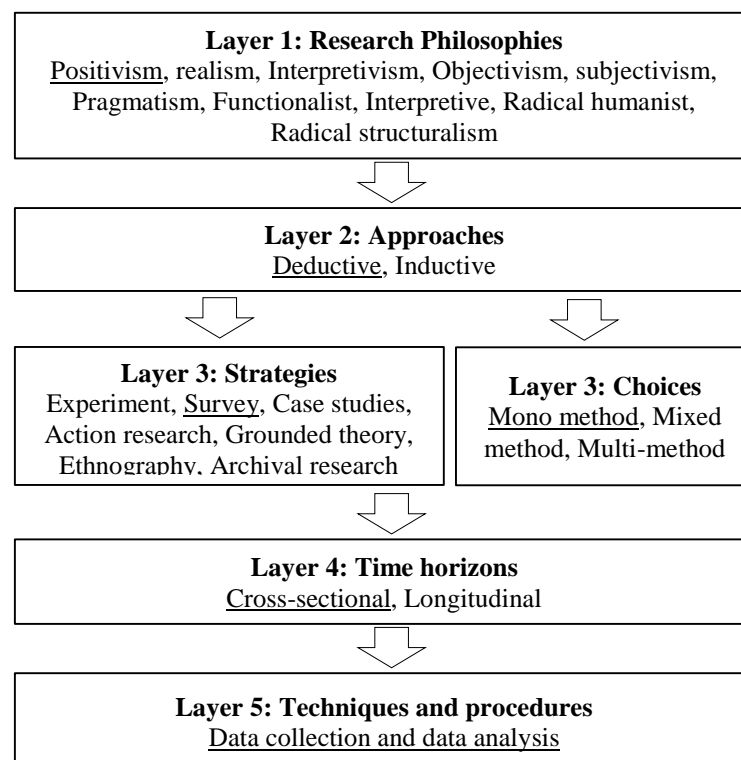 Layer 1: Research Philosophies
Positivism, realism, Interpretivism, Objectivism, subjectivism,
Pragmatism, Functionalist, Interpretive, Radical humanist,
Radical structuralism
Layer 2: Approaches
Deductive, Inductive
Layer 3: Strategies
Experiment, Survey, Case studies,
Action research, Grounded theory,
Ethnography, Archival research
Layer 3: Choices
Mono method, Mixed
method, Multi-method
Layer 4: Time horizons
Cross-sectional, Longitudinal
Layer 5: Techniques and procedures
Data collection and data analysis